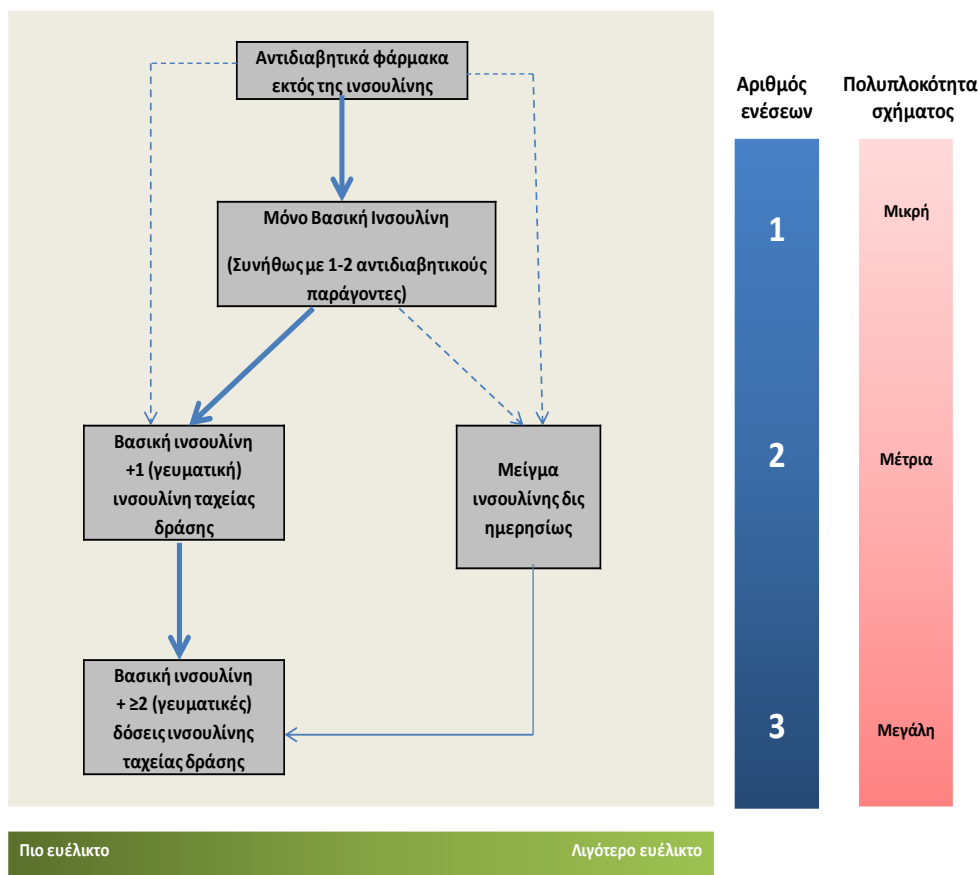 Αντιδιαβητικά φάρμακα
εκτός της ινσουλίνης
Αριθμός
ενέσεων
Πολυπλοκότητα
σχήματος
Μόνο Βασική Ινσουλίνη
(Συνήθως με 1-2 αντιδιαβητικούς
παράγοντες)
1
Μικρή
Βασική ινσουλίνη
+1 (γευματική)
ινσουλίνη ταχείας
δράσης
Μείγμα
ινσουλίνης δις
ημερησίως
2
Μέτρια
Βασική ινσουλίνη
+ ≥2 (γευματικές)
δόσεις ινσουλίνης
ταχείας δράσης
3
Μεγάλη
Πιο ευέλικτο
Λιγότερο ευέλικτο